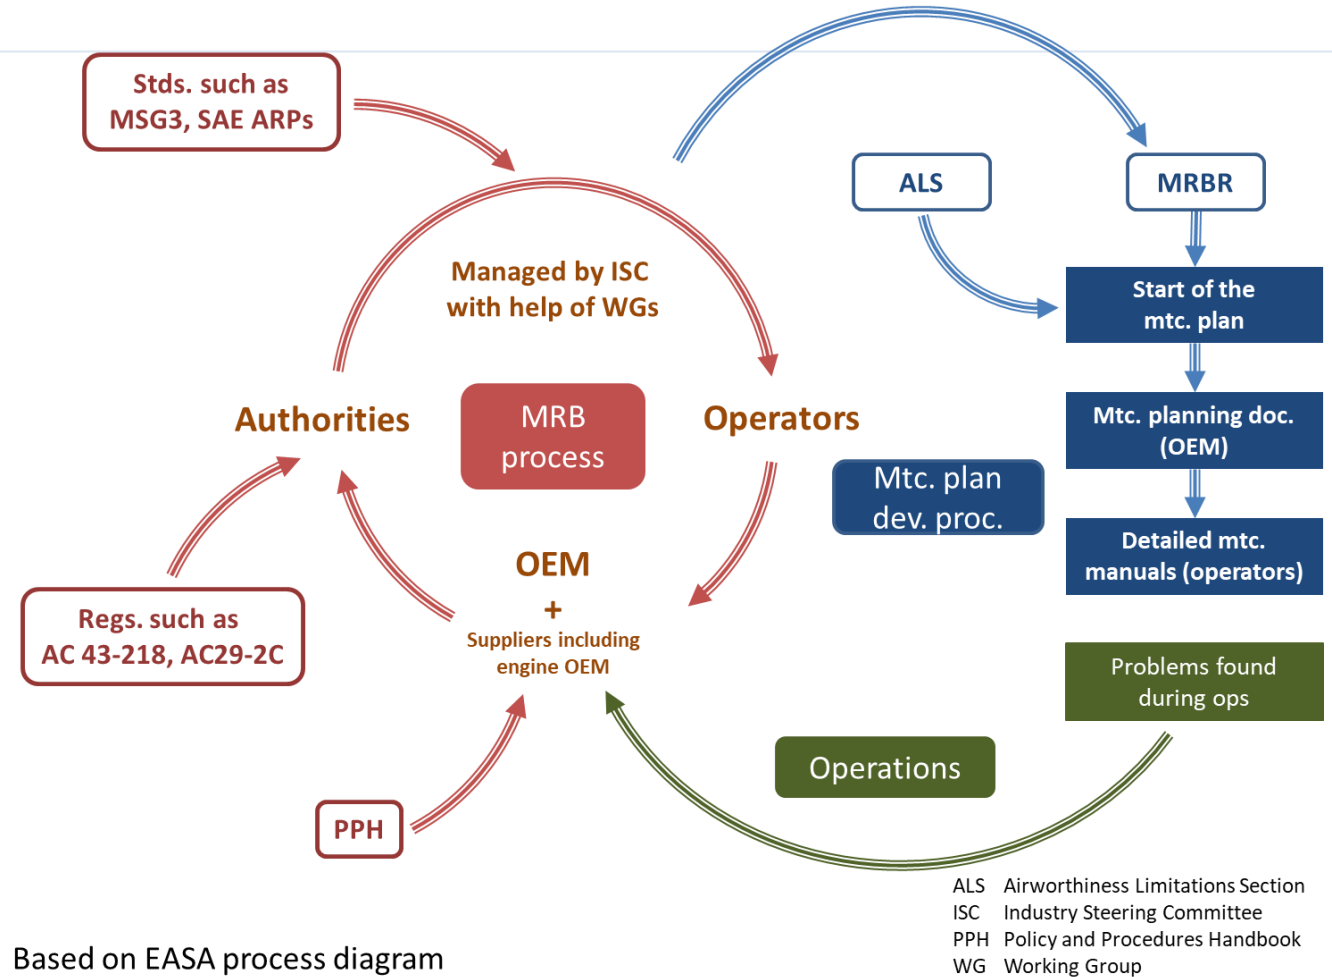 Stds. such as
MSG3, SAE ARPs
ALS
MRBR
Managed by ISC
with help of WGs
Start of the
mtc. plan
Authorities
MRB
process
Operators
Mtc. planning doc.
(OEM)
Mtc. plan
dev. proc.
Detailed mtc.
manuals (operators)
OEM
+
Suppliers including
engine OEM
Regs. such as
AC 43-218, AC29-2C
Problems found
during ops
Operations
PPH
ALS Airworthiness Limitations Section
ISC Industry Steering Committee
PPH Policy and Procedures Handbook
WG Working Group
Based on EASA process diagram